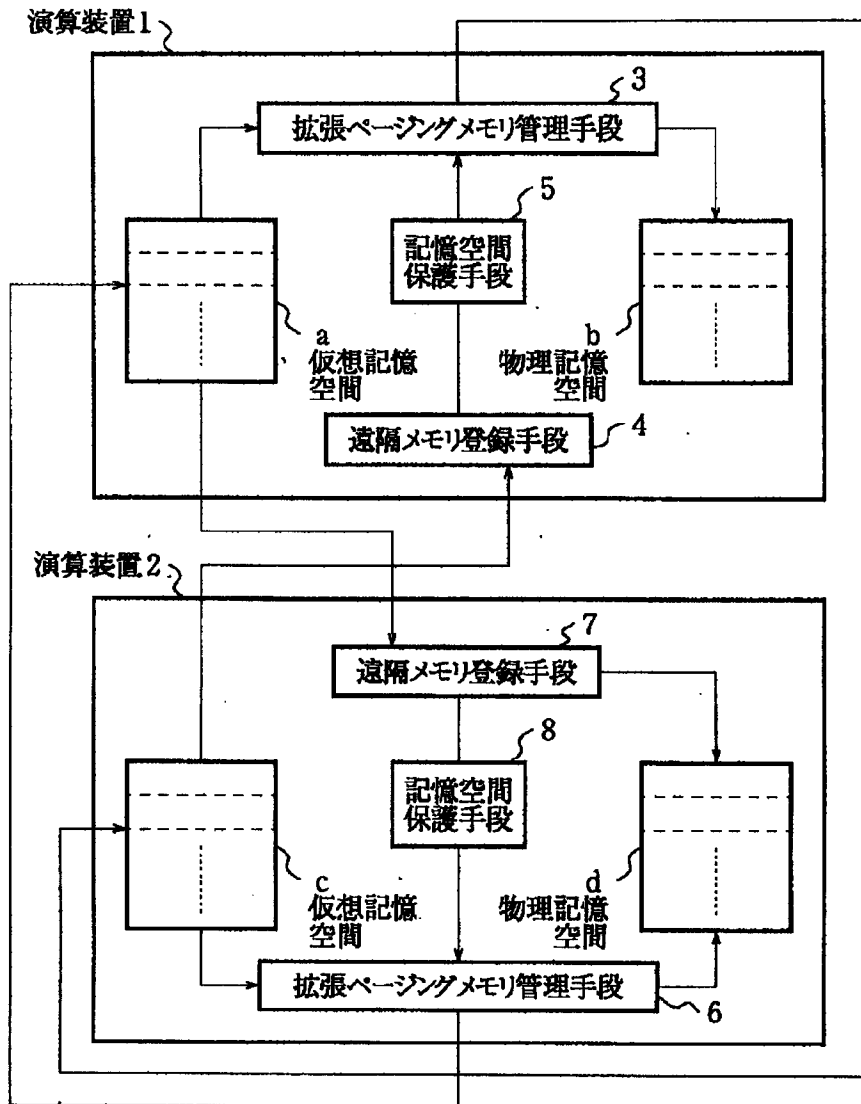 演算装置1
3
拡張ページングメモリ管理手段
5
記憶空間
保護手段
a
仮想記憶
空間
b
物理記憶
空間
4
遠隔メモリ登録手段
演算装置2
7
遠隔メモリ登録手段
8
記憶空間
保護手段
c
仮想記憶
空間
d
物理記憶
空間
拡張ページングメモリ管理手段
6